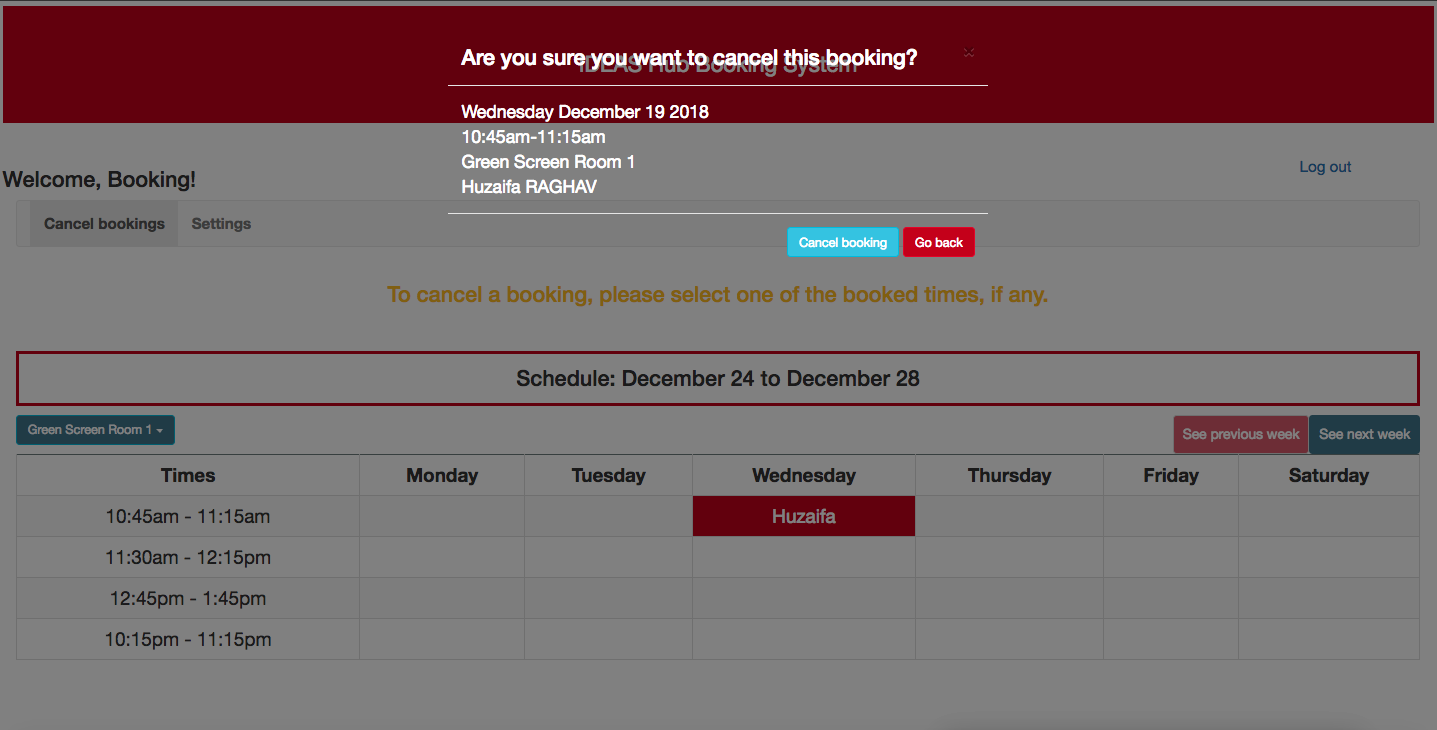 Are you sure you want to cancel this booking?
×
IDEAS Hub Booking System
Wednesday December 19 2018
10:45am-11:15am
Green Screen Room 1
Huzaifa RAGHAV
Log out
Welcome, Booking!
Cancel bookings Settings
Cancel booking Go back
To cancel a booking, please select one of the booked times, if any.
Schedule: December 24 to December 28
Green Screen Room 1
See previous week See next week
Times Monday Tuesday Wednesday Thursday Friday Saturday
10:45am - 11:15am Huzaifa
11:30am - 12:15pm
12:45pm - 1:45pm
10:15pm - 11:15pm